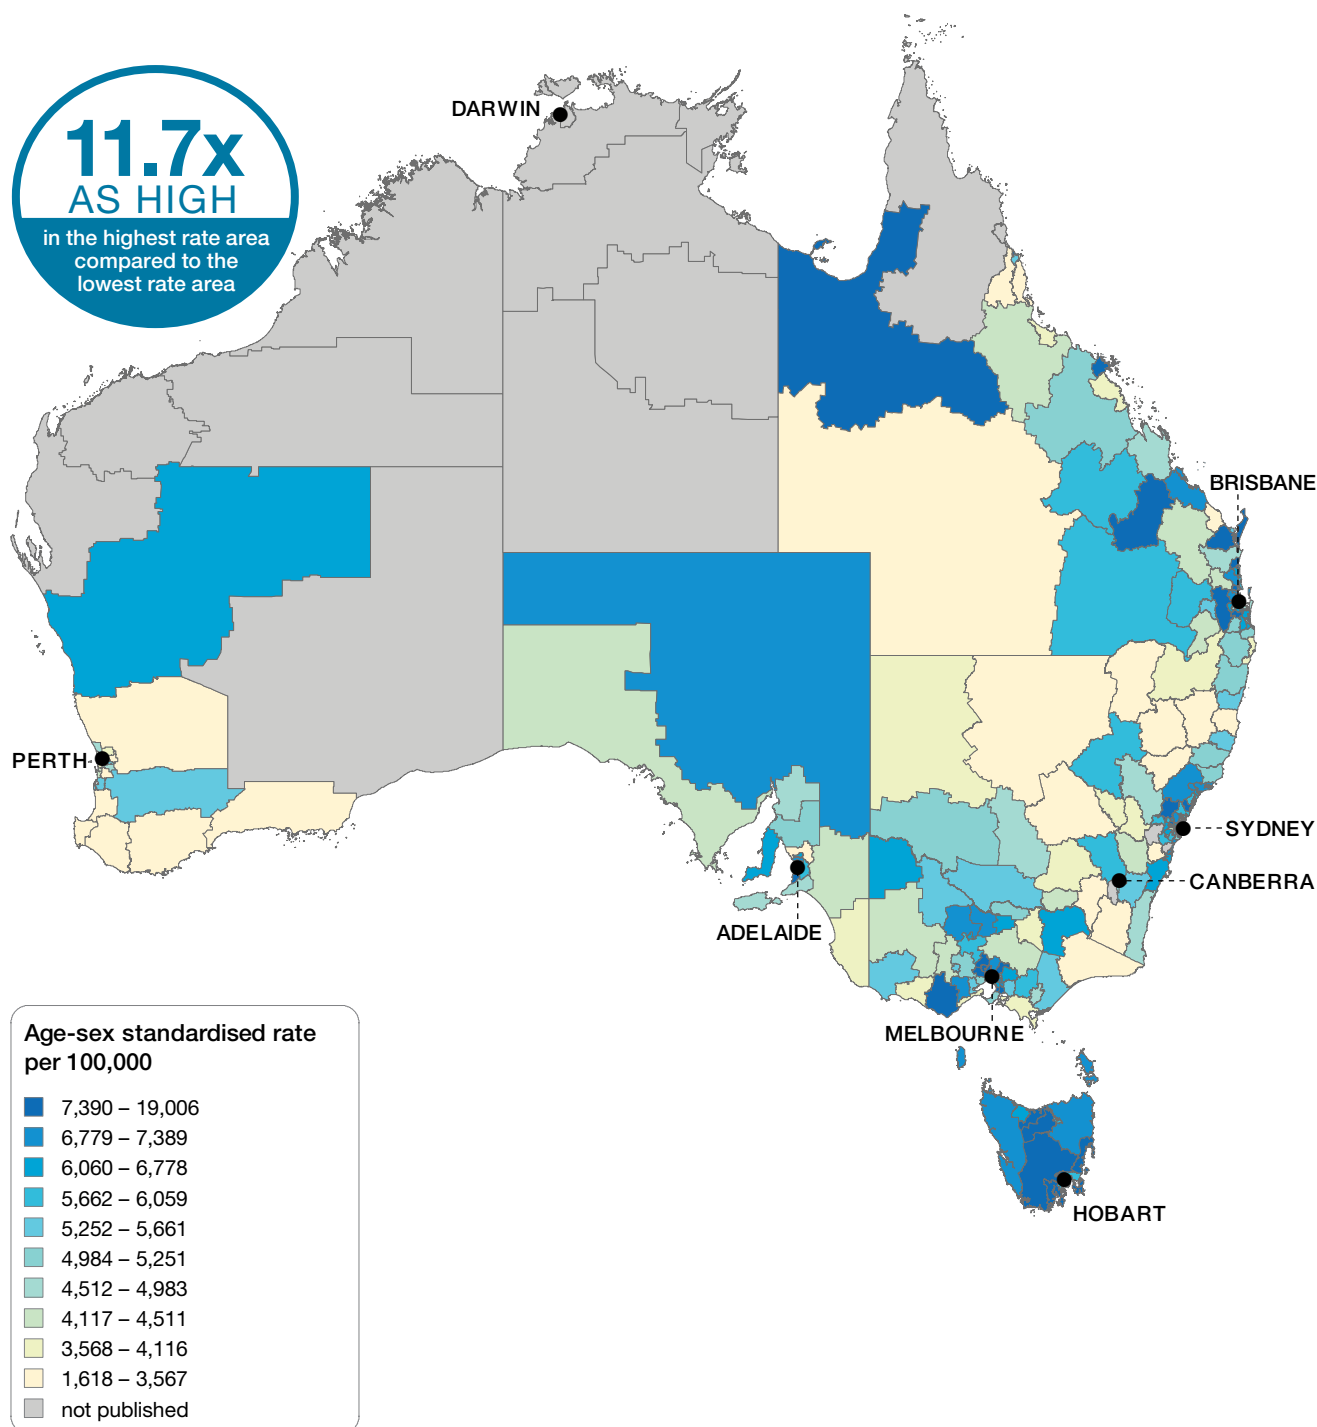 11.7x
AS HIGH
in the highest rate area
compared to the
lowest rate area
DARWIN
BRISBANE
PERTH
SYDNEY
CANBERRA
ADELAIDE
MELBOURNE
HOBART
Age-sex standardised rate
per 100,000
7,390 – 19,006
6,779 – 7,389
6,060 – 6,778
5,662 – 6,059
5,252 – 5,661
4,984 – 5,251
4,512 – 4,983
4,117 – 4,511
3,568 – 4,116
1,618 – 3,567
not published